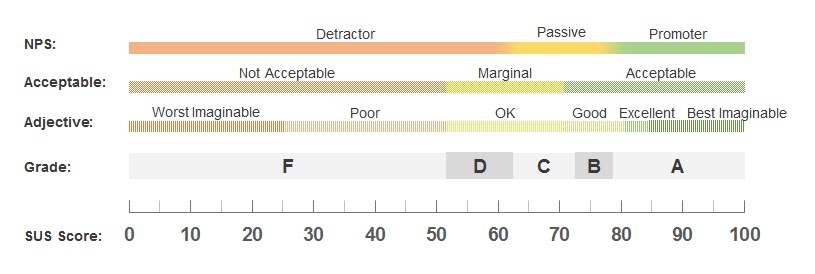 NPS: Detractor Passive Promoter
Acceptable: Not Acceptable Marginal Acceptable
Adjective: Worst Imaginable Poor OK Good Excellent Best Imaginable
Grade: F D C B A
SUS Score: 0 10 20 30 40 50 60 70 80 90 100